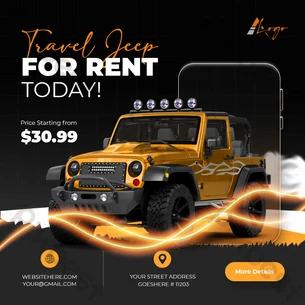 Logo
Travel Jeep
FOR RENT
TODAY!
Price Starting from
$30.99
WEBSITEHERE.COM
YOUR@GMAIL.COM
YOUR STREET ADDRESS
GOESHERE # 11203
More Details